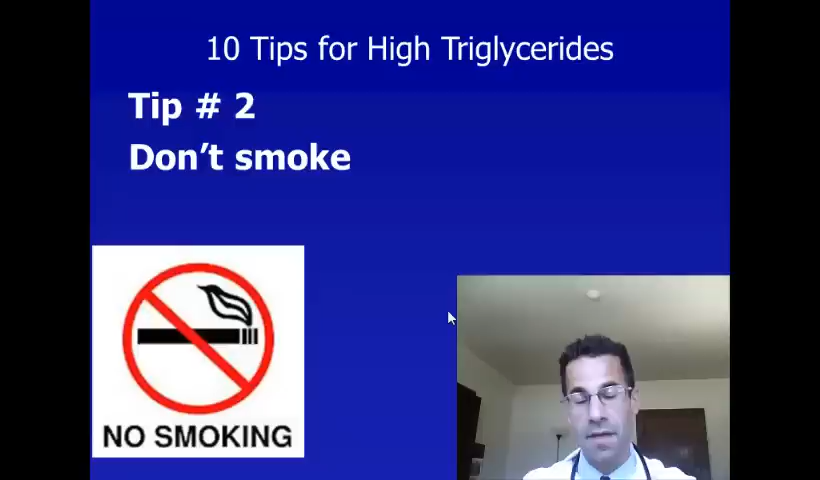 10 Tips for High Triglycerides
Tip # 2
Don’t smoke
NO SMOKING